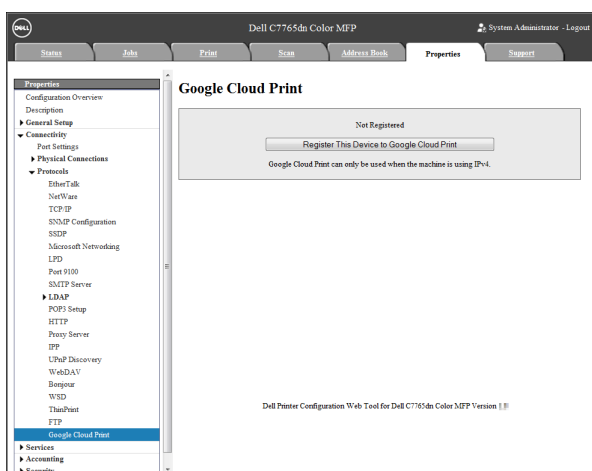 DELL
Dell C7765dn Color MFP
System Administrator - Logout
Status
Jobs
Print
Scan
Address Book
Properties
Support
Properties
Configuration Overview
Description
General Setup
Connectivity
Port Settings
Physical Connections
Protocols
EtherTalk
NetWare
TCP/IP
SNMP Configuration
SSDP
Microsoft Networking
LPD
Port 9100
SMTP Server
LDAP
POP3 Setup
HTTP
Proxy Server
IPP
UPnP Discovery
WebDAV
Bonjour
WSD
ThinPrint
FTP
Google Cloud Print
Services
Accounting
Security
Google Cloud Print
Not Registered
Register This Device to Google Cloud Print
Google Cloud Print can only be used when the machine is using IPv4.
Dell Printer Configuration Web Tool for Dell C7765dn Color MFP Version